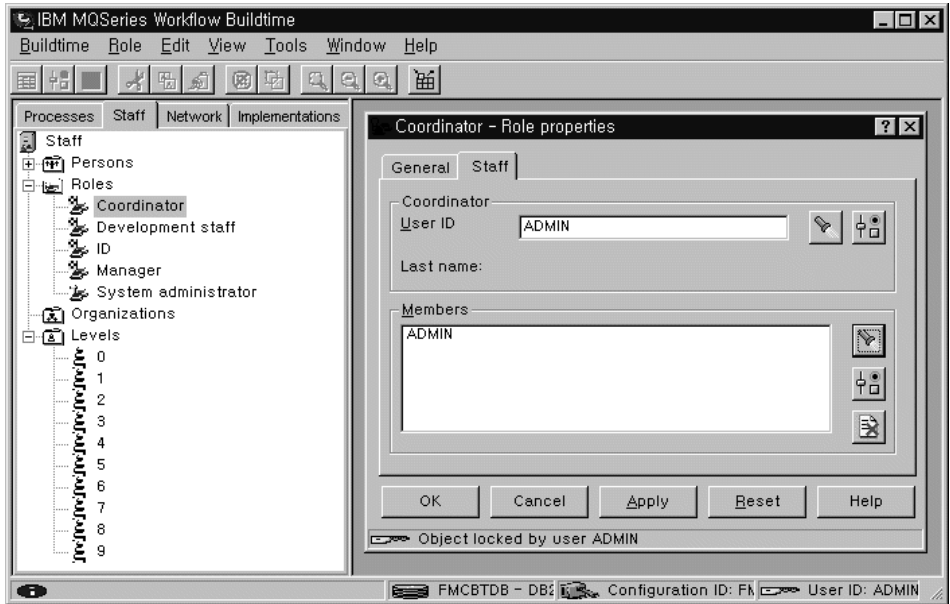 IBM MQSeries Workflow Buildtime
Buildtime Role Edit View Tools Window Help
Processes Staff Network Implementations
Staff
Persons
Roles
Coordinator
Development staff
ID
Manager
System administrator
Organizations
Levels
0
1
2
3
4
5
6
7
8
9
Coordinator - Role properties
General Staff
Coordinator
User ID ADMIN
Last name:
Members
ADMIN
OK Cancel Apply Reset Help
Object locked by user ADMIN
FMCBTDB - DB2 Configuration ID: FM User ID: ADMIN